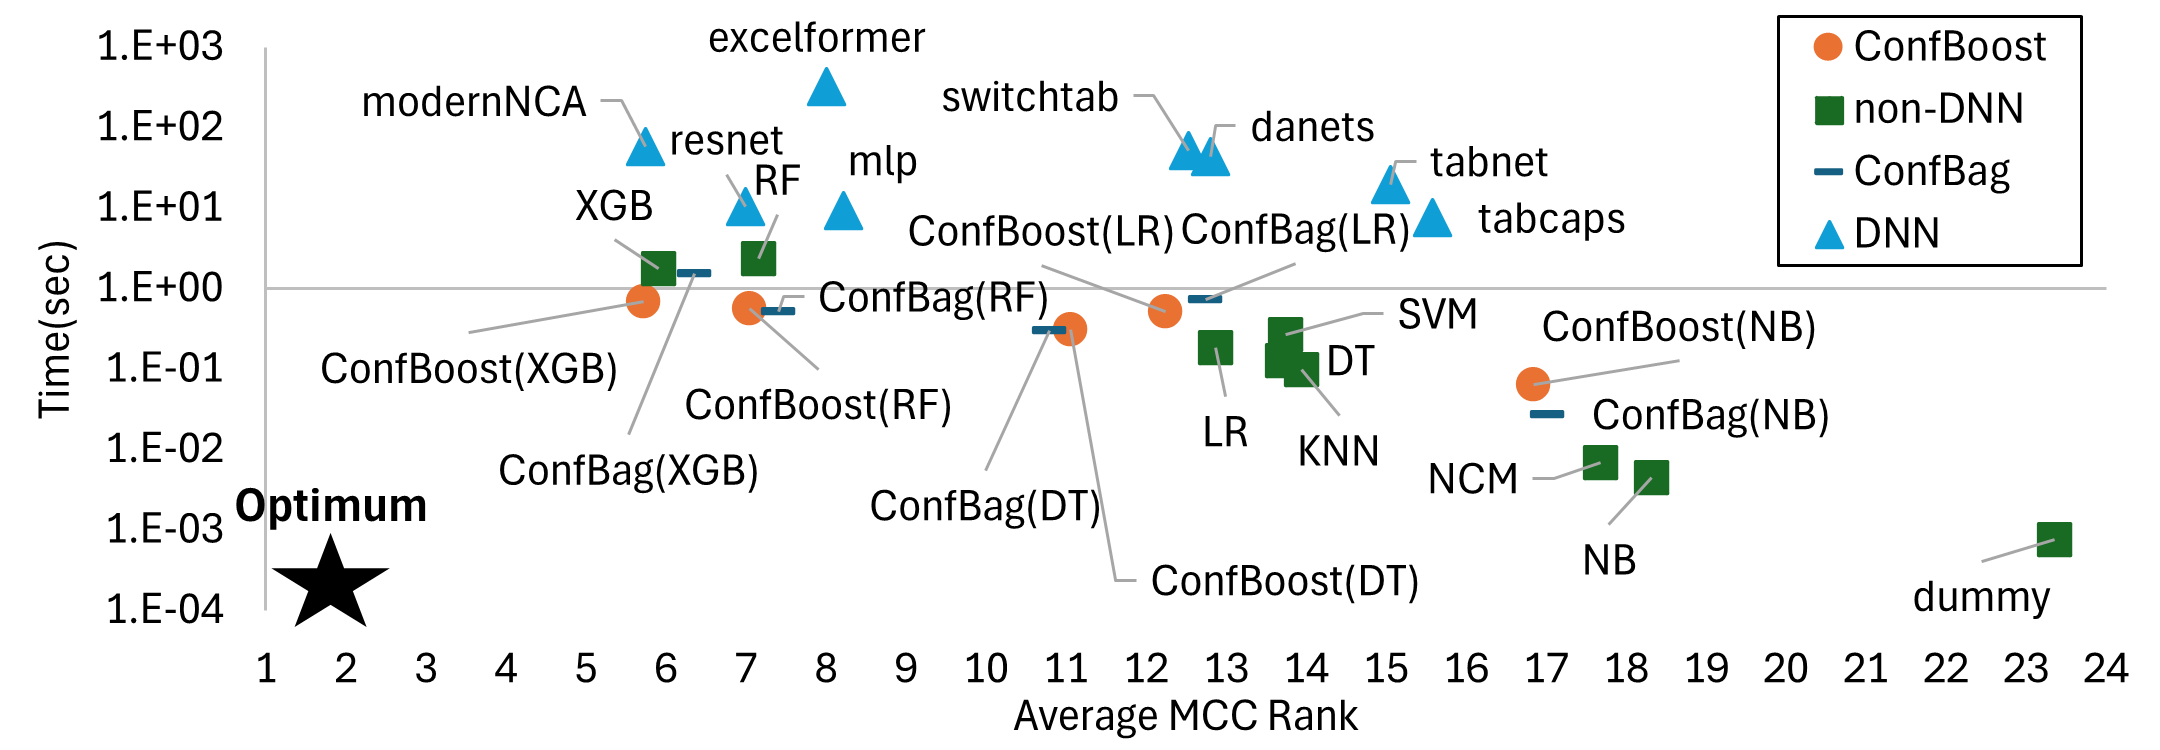 1.E+03
1.E+02
1.E+01
1.E+00
1.E-01
1.E-02
1.E-03
1.E-04
Time(sec)
excelformer
modernNCA
resnet
RF
mlp
XGB
switchtab
danets
tabnet
tabcaps
ConfBoost(LR)
ConfBag(LR)
ConfBag(RF)
ConfBoost(XGB)
ConfBoost(RF)
ConfBag(XGB)
SVM
DT
LR
KNN
ConfBoost(NB)
ConfBag(NB)
NCM
NB
ConfBag(DT)
ConfBoost(DT)
dummy
Optimum
ConfBoost
non-DNN
ConfBag
DNN
1 2 3 4 5 6 7 8 9 10 11 12 13 14 15 16 17 18 19 20 21 22 23 24
Average MCC Rank